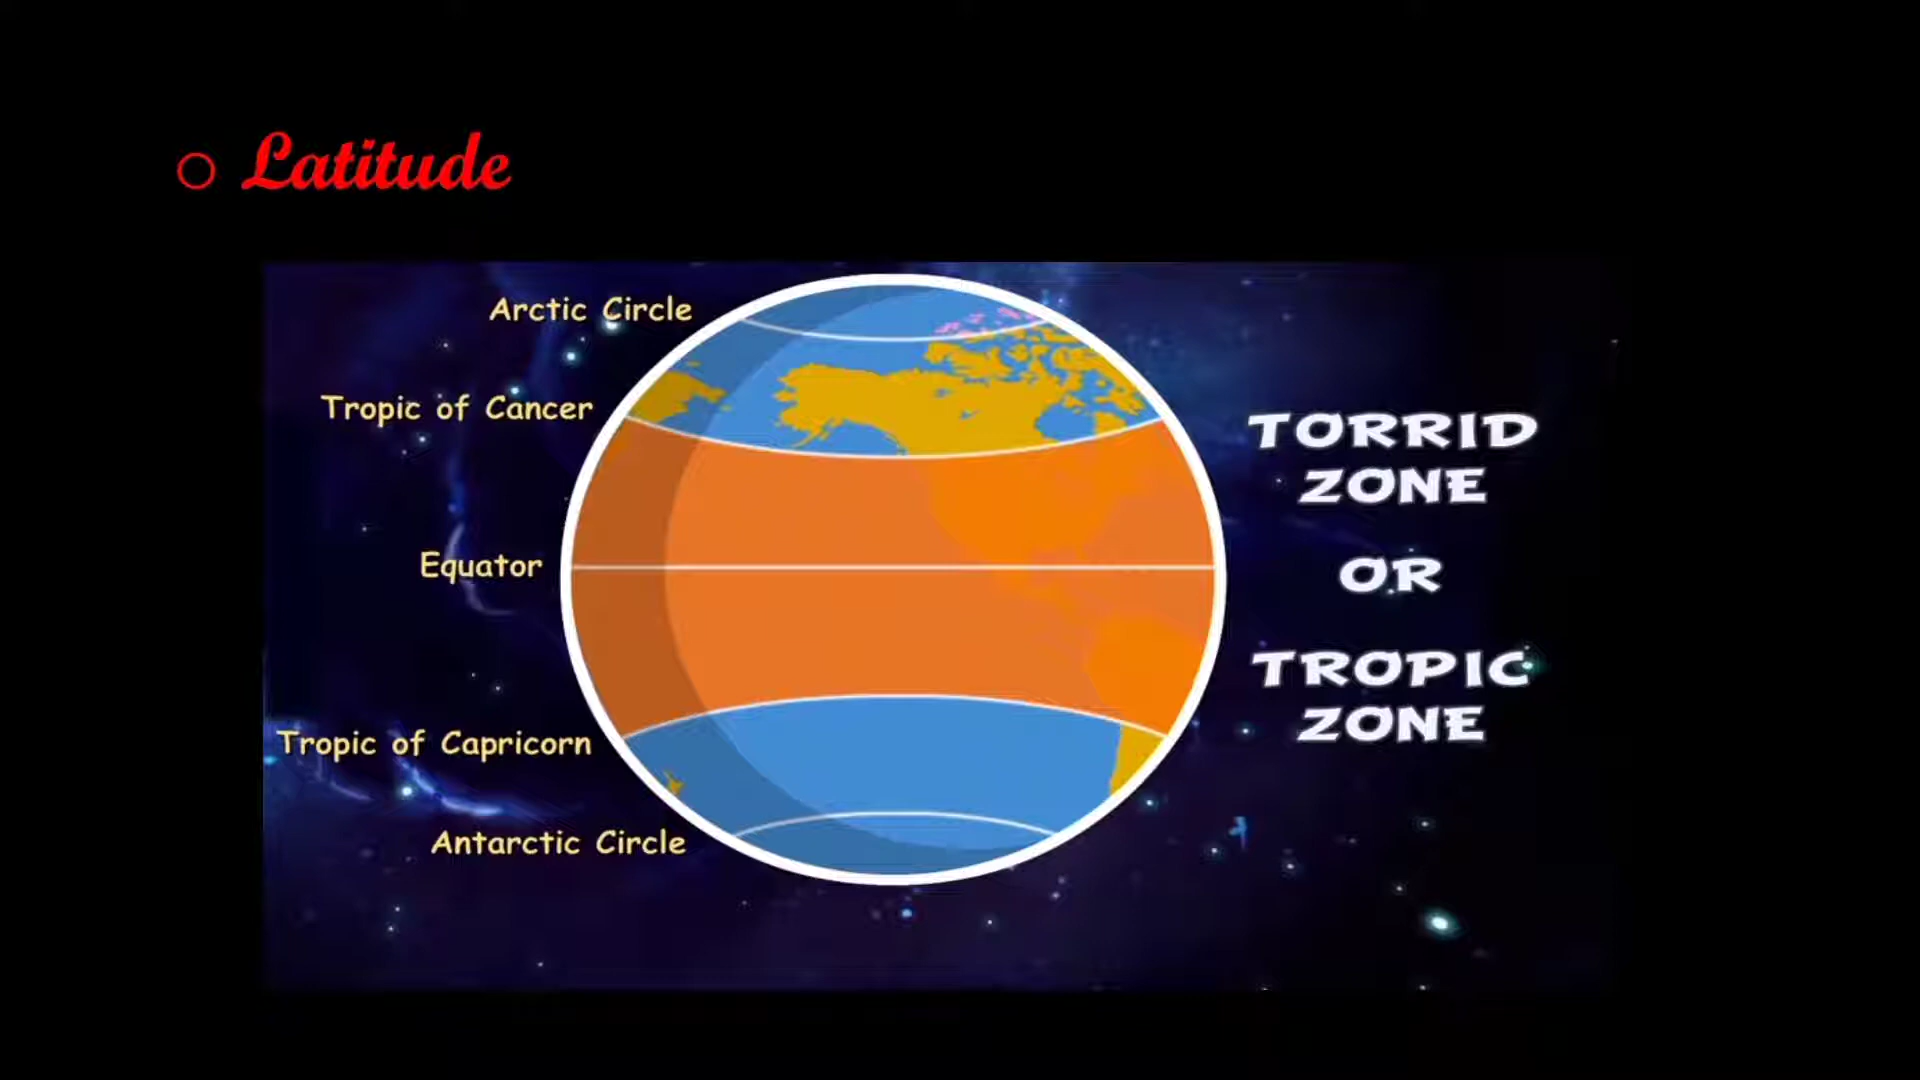 Latitude
Arctic Circle
Tropic of Cancer
Equator
Tropic of Capricorn
Antarctic Circle
TORRID
ZONE
OR
TROPIC
ZONE